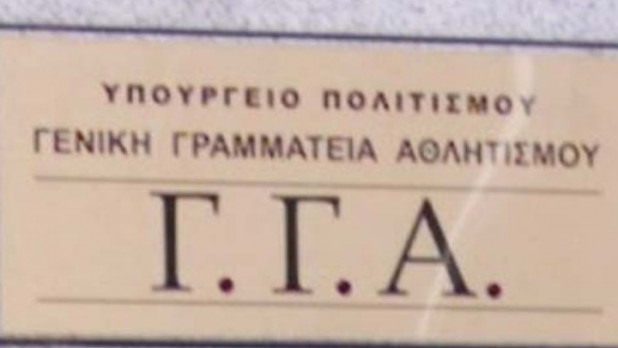 ΥΠΟΥΡΓΕΙΟ ΠΟΛΙΤΙΣΜΟΥ
ΓΕΝΙΚΗ ΓΡΑΜΜΑΤΕΙΑ ΑΘΛΗΤΙΣΜΟΥ
Γ.Γ.Α.